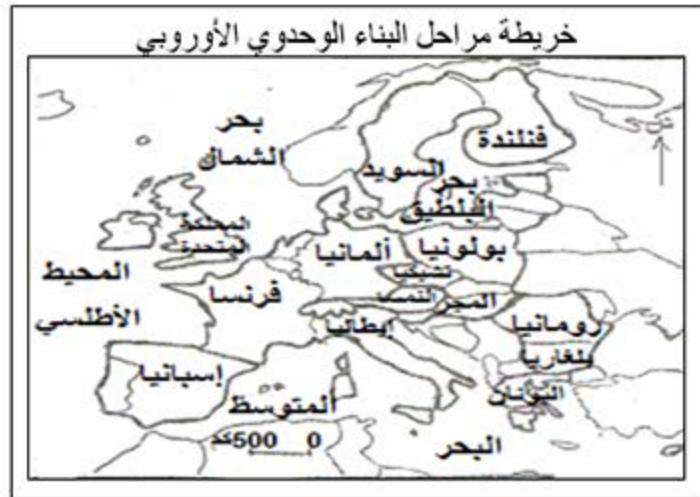 خريطة مراحل البناء الوحدوي الأوروبي
فنلندة
بحر
الشمال
السويد
بحر
البلطيق
المملكة
المتحدة
ألمانيا
بولونيا
المحيط
الأطلسي
تشيكيا
فرنسا
النمسا
المجر
رومانيا
إيطاليا
بلغاريا
إسبانيا
اليونان
المتوسط
0 500كم
البحر